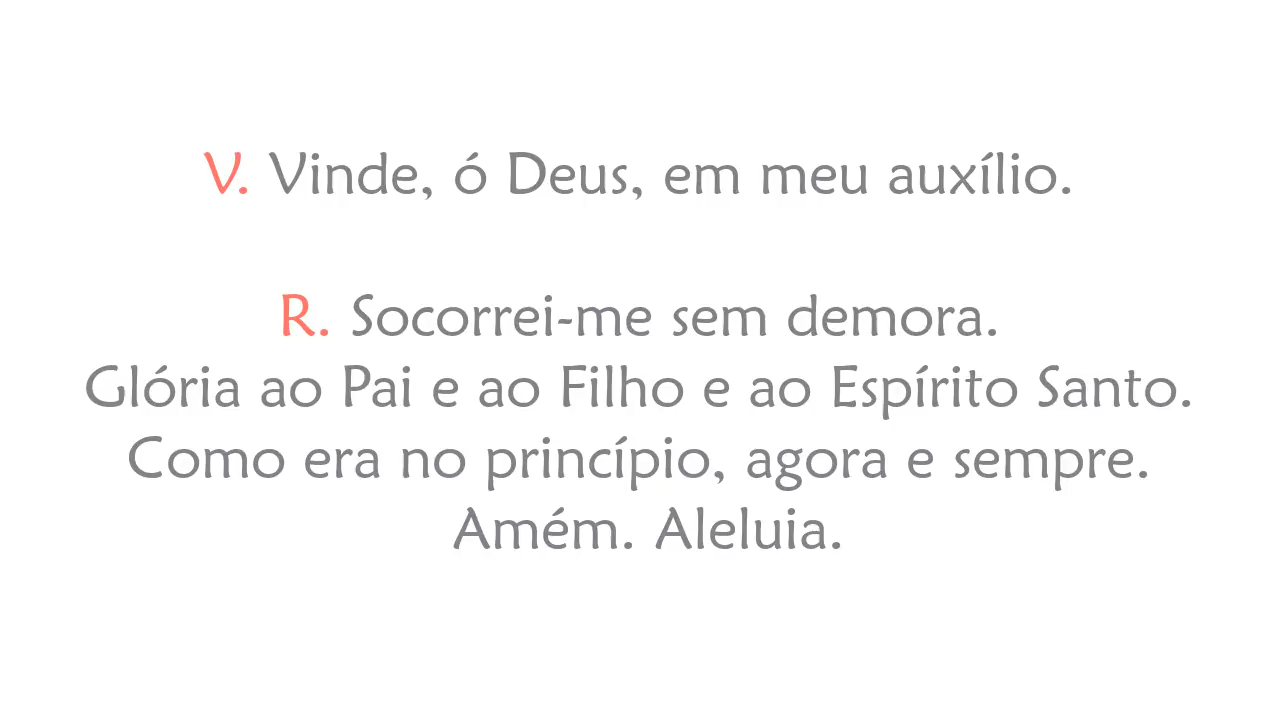 V. Vinde, ó Deus, em meu auxílio.
R. Socorrei-me sem demora.
Glória ao Pai e ao Filho e ao Espírito Santo.
Como era no princípio, agora e sempre.
Amém. Aleluia.